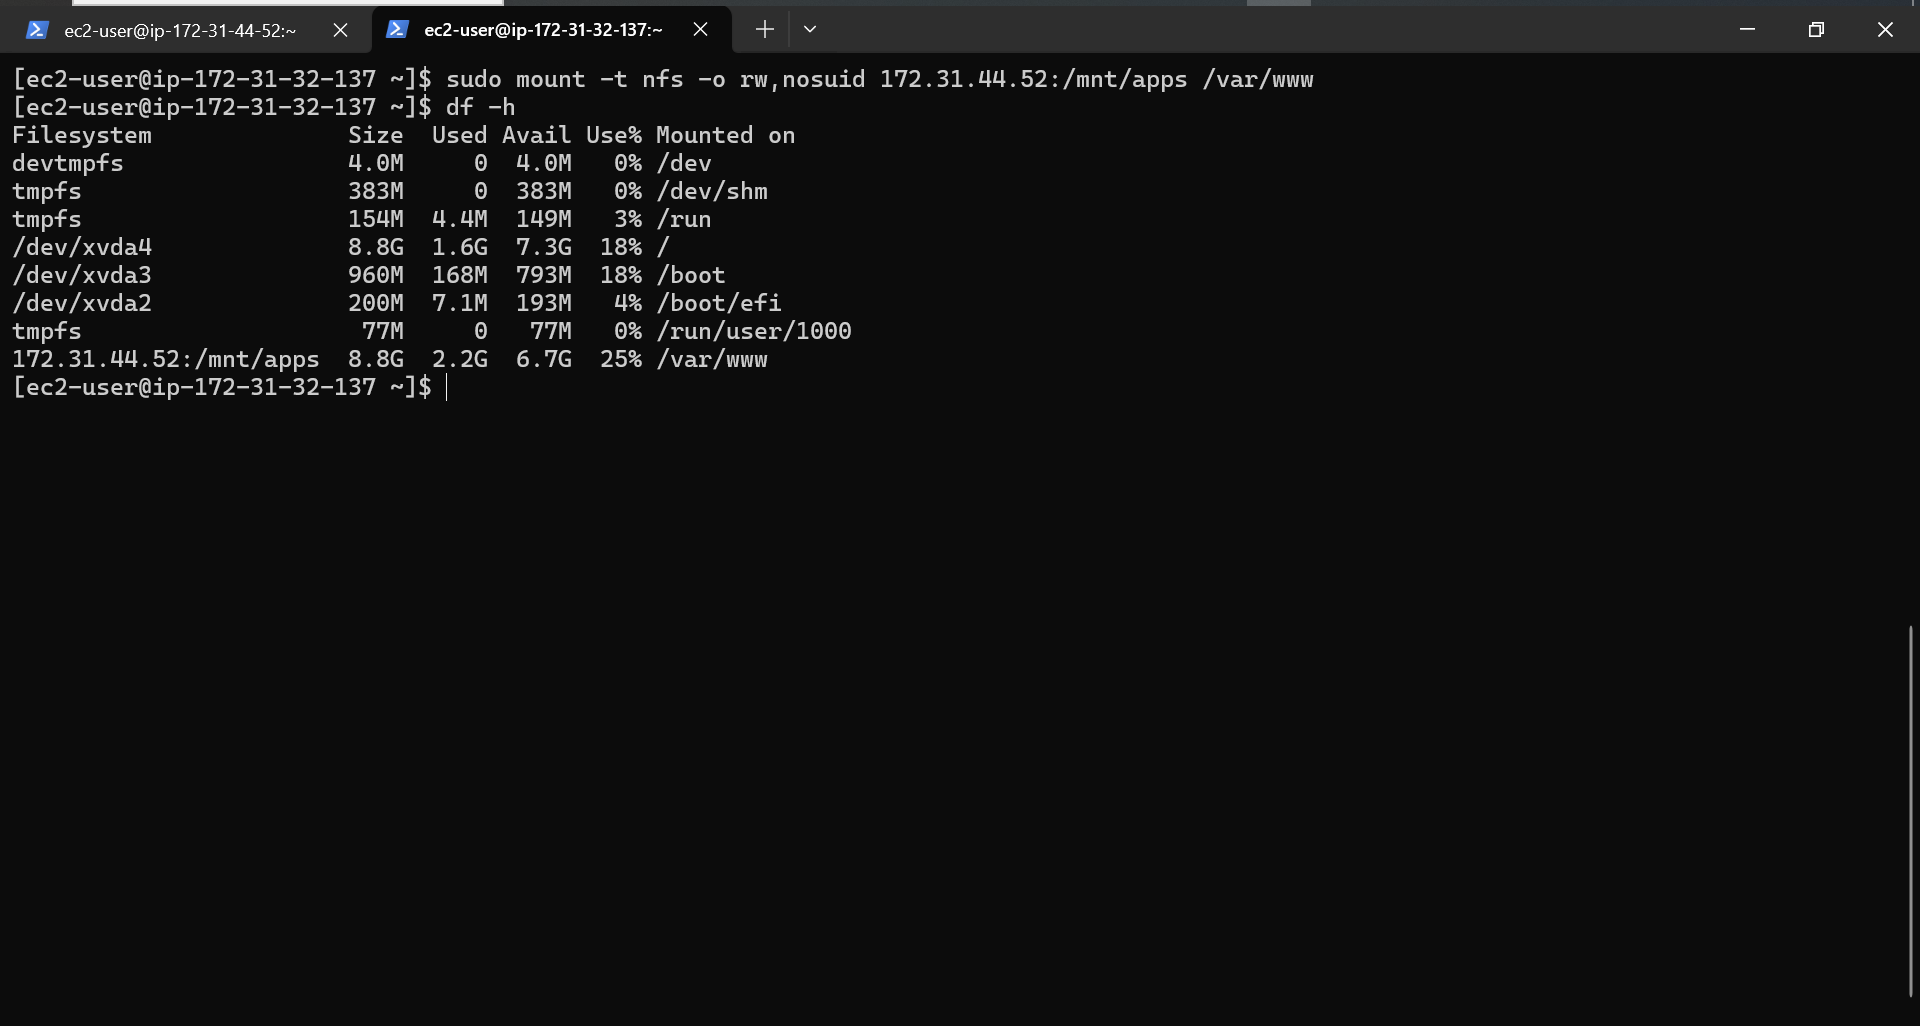 ec2-user@ip-172-31-44-52:~ ec2-user@ip-172-31-32-137:~
[ec2-user@ip-172-31-32-137 ~]$ sudo mount -t nfs -o rw,nosuid 172.31.44.52:/mnt/apps /var/www
[ec2-user@ip-172-31-32-137 ~]$ df -h
Filesystem              Size  Used Avail Use% Mounted on
devtmpfs                4.0M     0  4.0M   0% /dev
tmpfs                   383M     0  383M   0% /dev/shm
tmpfs                   154M  4.4M  149M   3% /run
/dev/xvda4              8.8G  1.6G  7.3G  18% /
/dev/xvda3              960M  168M  793M  18% /boot
/dev/xvda2              200M  7.1M  193M   4% /boot/efi
tmpfs                    77M     0   77M   0% /run/user/1000
172.31.44.52:/mnt/apps  8.8G  2.2G  6.7G  25% /var/www
[ec2-user@ip-172-31-32-137 ~]$